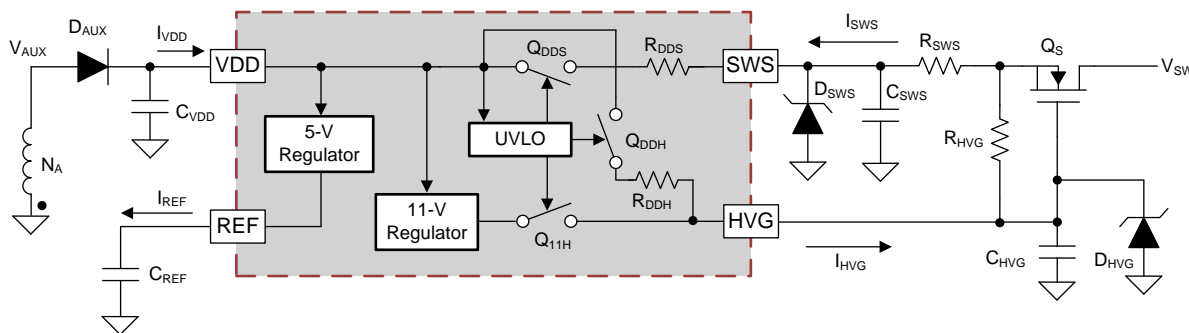 DAUX
IVDD
VAUX
VDD
CVDD
NA
IREF
REF
CREF
5-V
Regulator
11-V
Regulator
UVLO
QDDS
RDDS
QDDH
RDDH
Q11H
SWS
HVG
ISWS
RSWS
QS
VSW
DSWS
CSWS
RHVG
IHVG
CHVG
DHVG